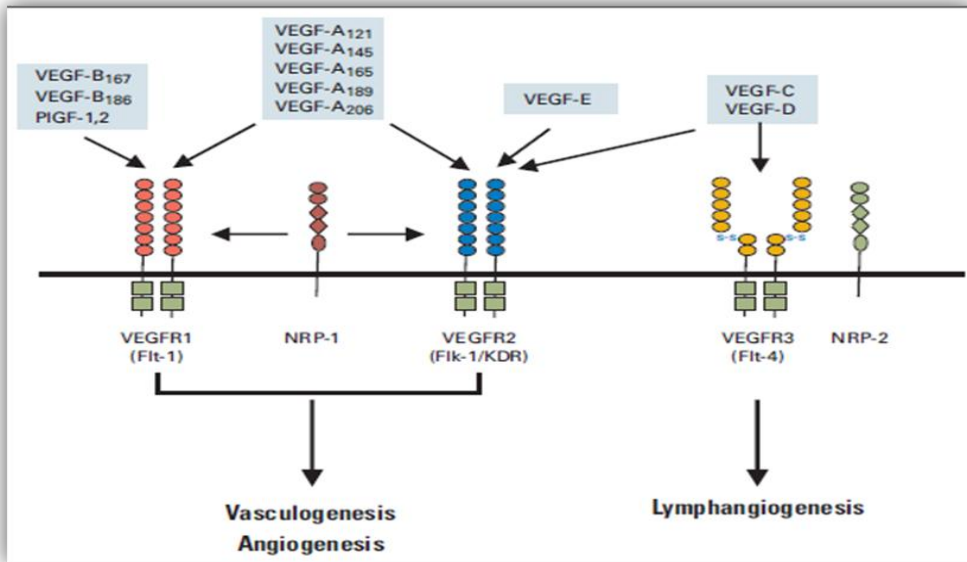 VEGF-B167
VEGF-B186
PIGF-1,2
VEGF-A121
VEGF-A145
VEGF-A165
VEGF-A189
VEGF-A206
VEGF-E
VEGF-C
VEGF-D
s-s
s-s
VEGFR1
(Flt-1)
NRP-1
VEGFR2
(Flk-1/KDR)
VEGFR3
(Flt-4)
NRP-2
Vasculogenesis
Angiogenesis
Lymphangiogenesis